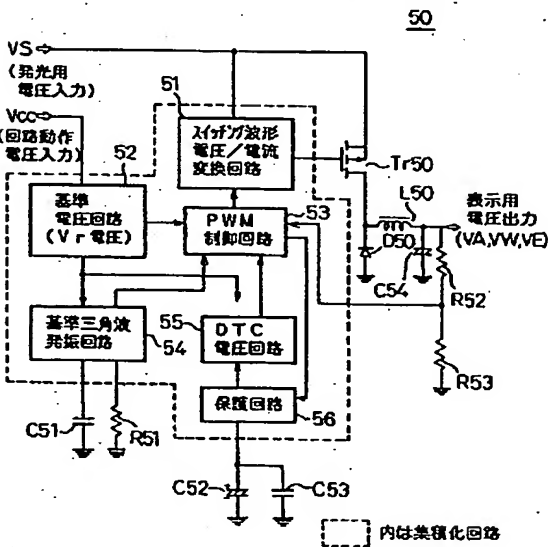 50
VS
(発光用
電圧入力)
Vcc
(回路動作
電圧入力)
51
スイッチング波形
電圧/電流
変換回路
Tr50
52
基準
電圧回路
(Vr電圧)
53
PWM
制御回路
L50
表示用
電圧出力
(VA,VW,VE)
D50
C54
R52
基準三角波
発振回路
54
55
DTC
電圧回路
R53
保護回路
56
C51
R51
C52
C53
内は集積化回路